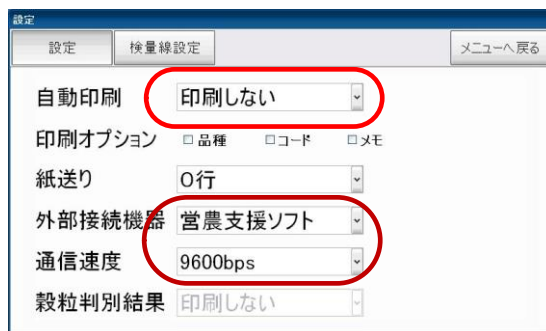 設定
設定 検量線設定 メニューへ戻る
自動印刷 印刷しない
印刷オプション 品種 コード メモ
紙送り 0行
外部接続機器 営農支援ソフト
通信速度 9600bps
穀粒判別結果 印刷しない